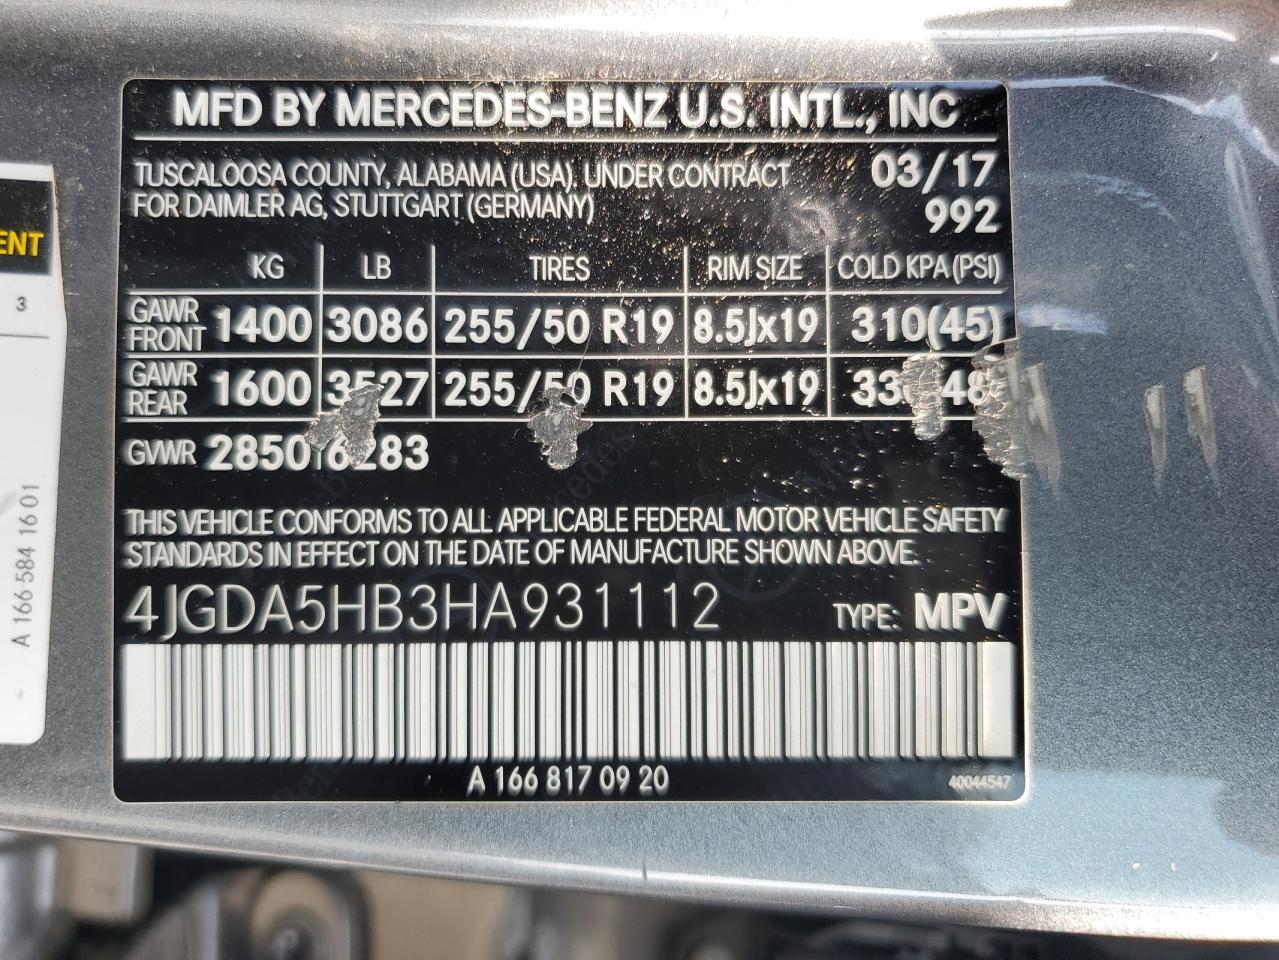 MFD BY MERCEDES-BENZ U.S. INTL., INC
TUSCALOOSA COUNTY, ALABAMA (USA), UNDER CONTRACT 03/17
FOR DAIMLER AG, STUTTGART (GERMANY) 992
KG LB TIRES RIM SIZE COLD KPA (PSI)
GAWR FRONT 1400 3086 255/50 R19 8.5Jx19 310(45)
GAWR REAR 1600 3527 255/50 R19 8.5Jx19
GVWR 2850 6283
THIS VEHICLE CONFORMS TO ALL APPLICABLE FEDERAL MOTOR VEHICLE SAFETY
STANDARDS IN EFFECT ON THE DATE OF MANUFACTURE SHOWN ABOVE.
4JGDA5HB3HA931112 TYPE: MPV
A 166 817 09 20 40044547
3
A 166 584 16 01